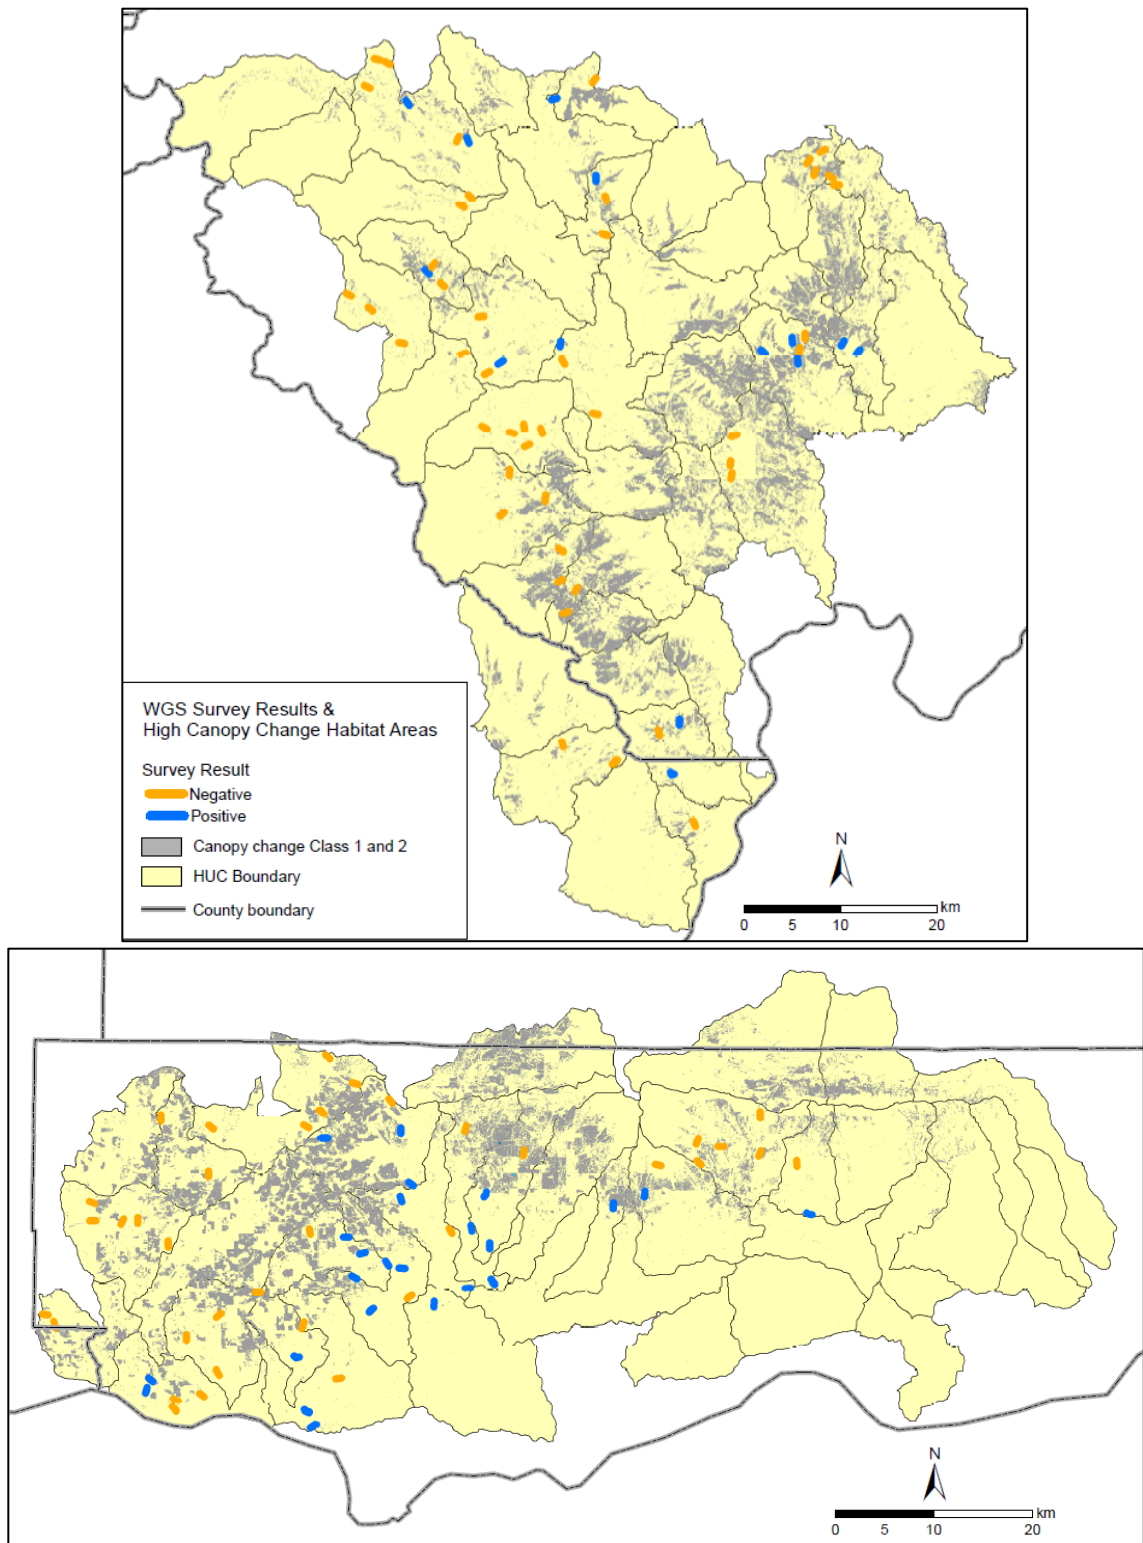 WGS Survey Results &
High Canopy Change Habitat Areas
Survey Result
Negative
Positive
Canopy change Class 1 and 2
HUC Boundary
County boundary
N
km
0 5 10 20
N
km
0 5 10 20